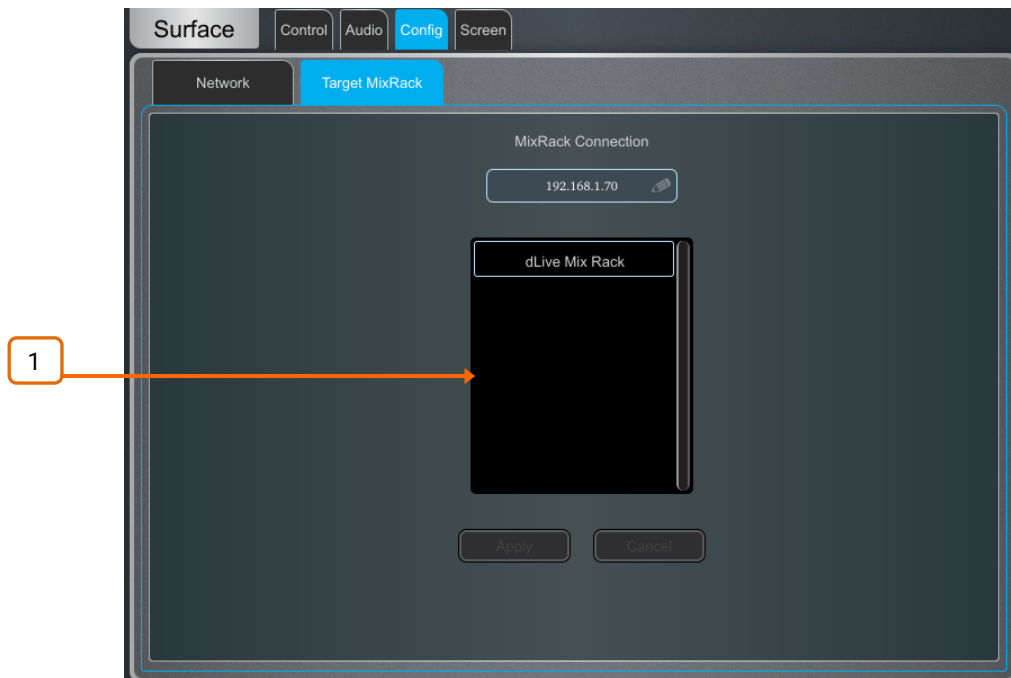 Surface Control Audio Config Screen
Network Target MixRack
MixRack Connection
192.168.1.70
dLive Mix Rack
1
Apply Cancel